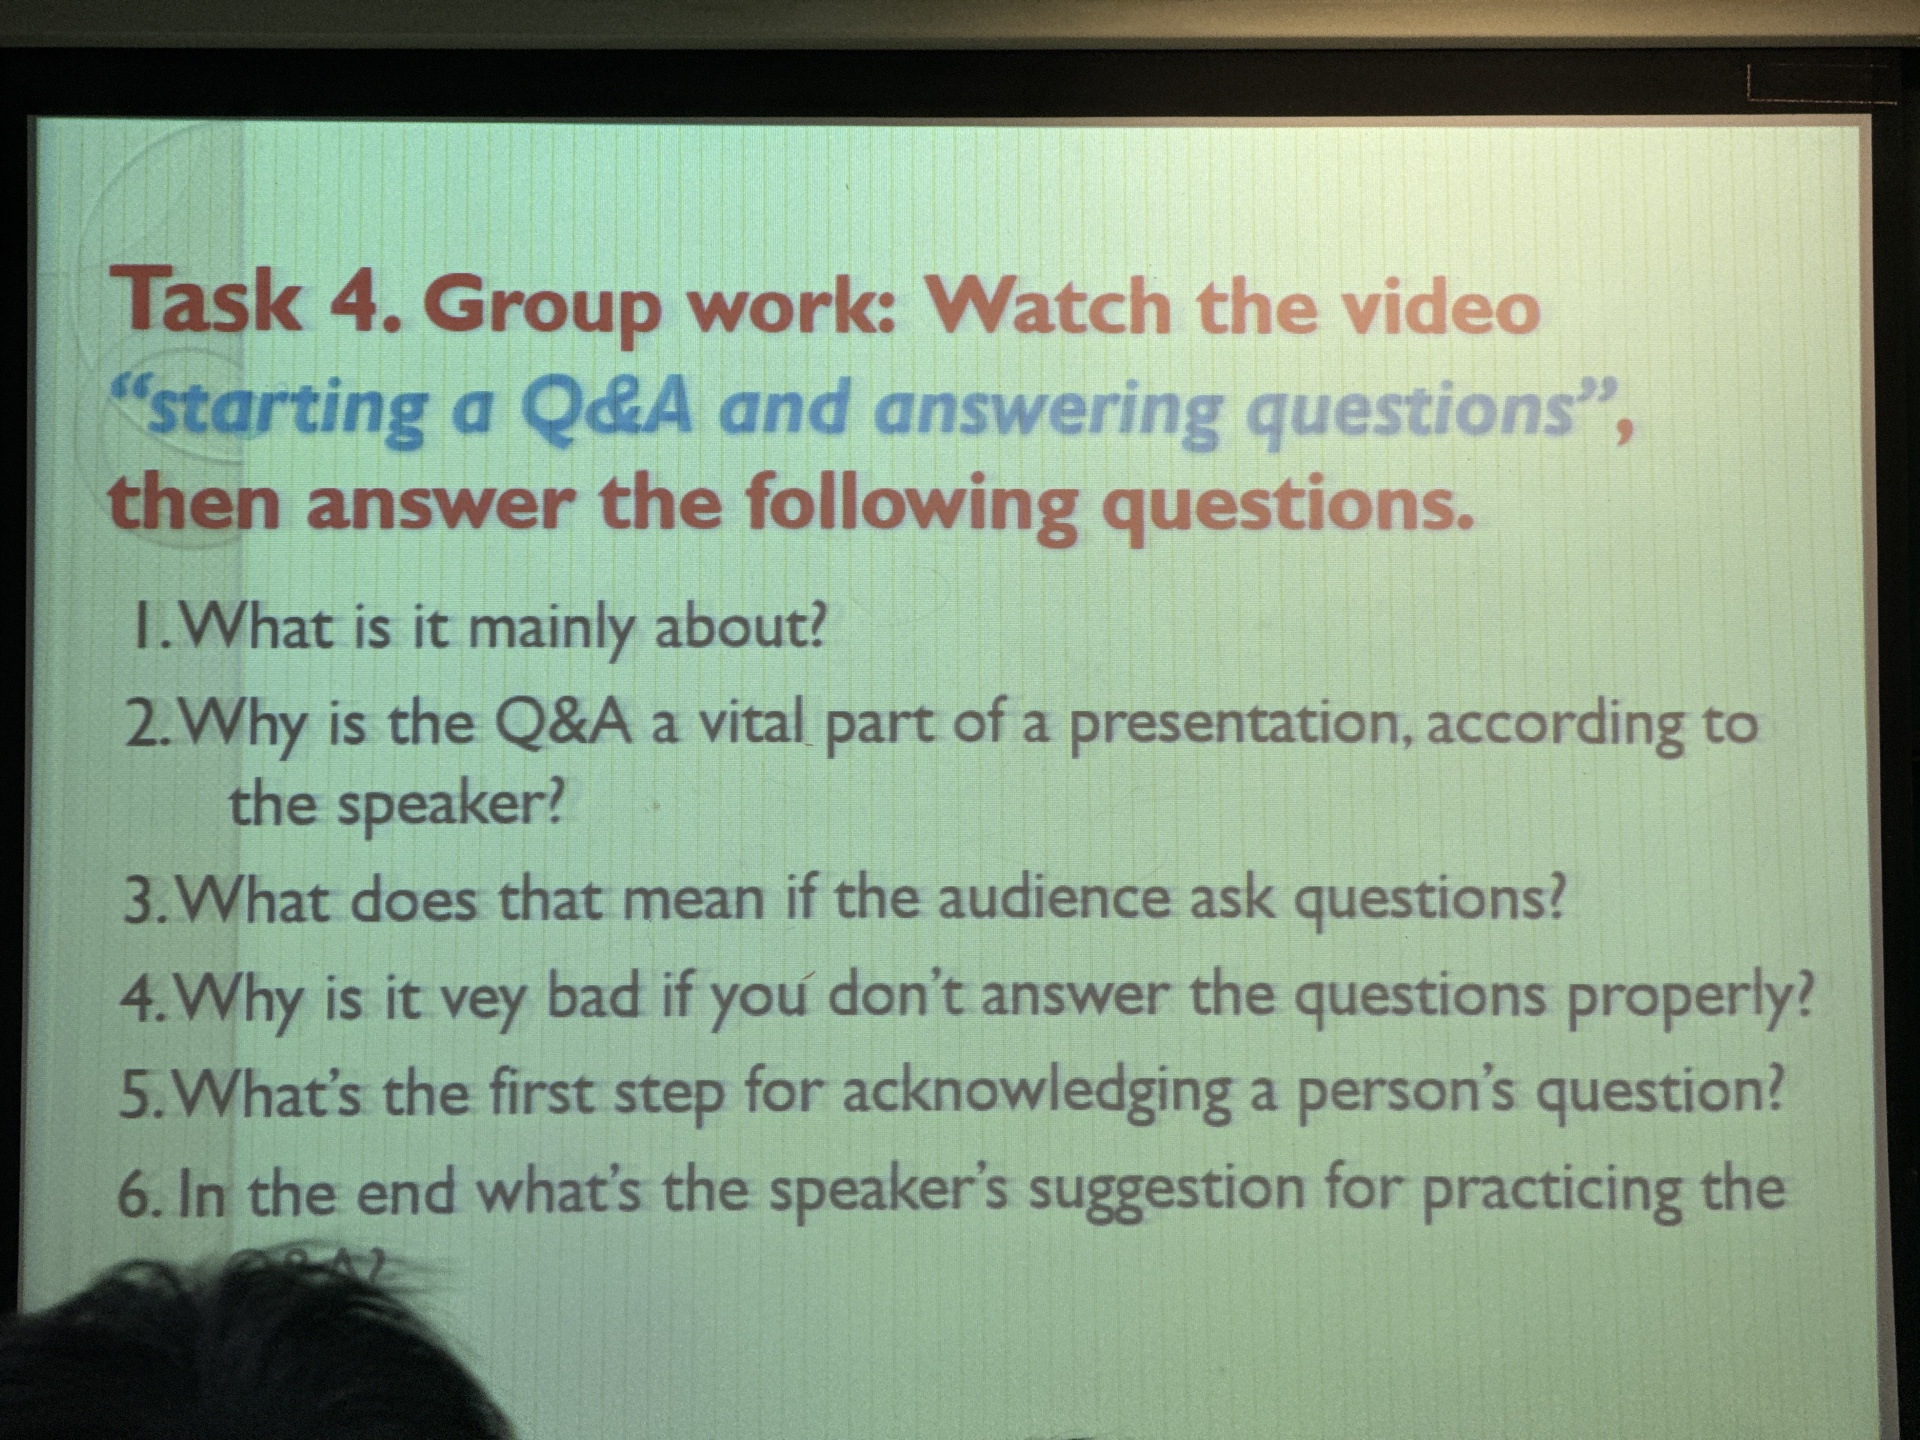 Task 4. Group work: Watch the video
“starting a Q&A and answering questions”,
then answer the following questions.
1. What is it mainly about?
2. Why is the Q&A a vital part of a presentation, according to
the speaker?
3. What does that mean if the audience ask questions?
4. Why is it vey bad if you don’t answer the questions properly?
5. What’s the first step for acknowledging a person’s question?
6. In the end what’s the speaker’s suggestion for practicing the
Q&A?